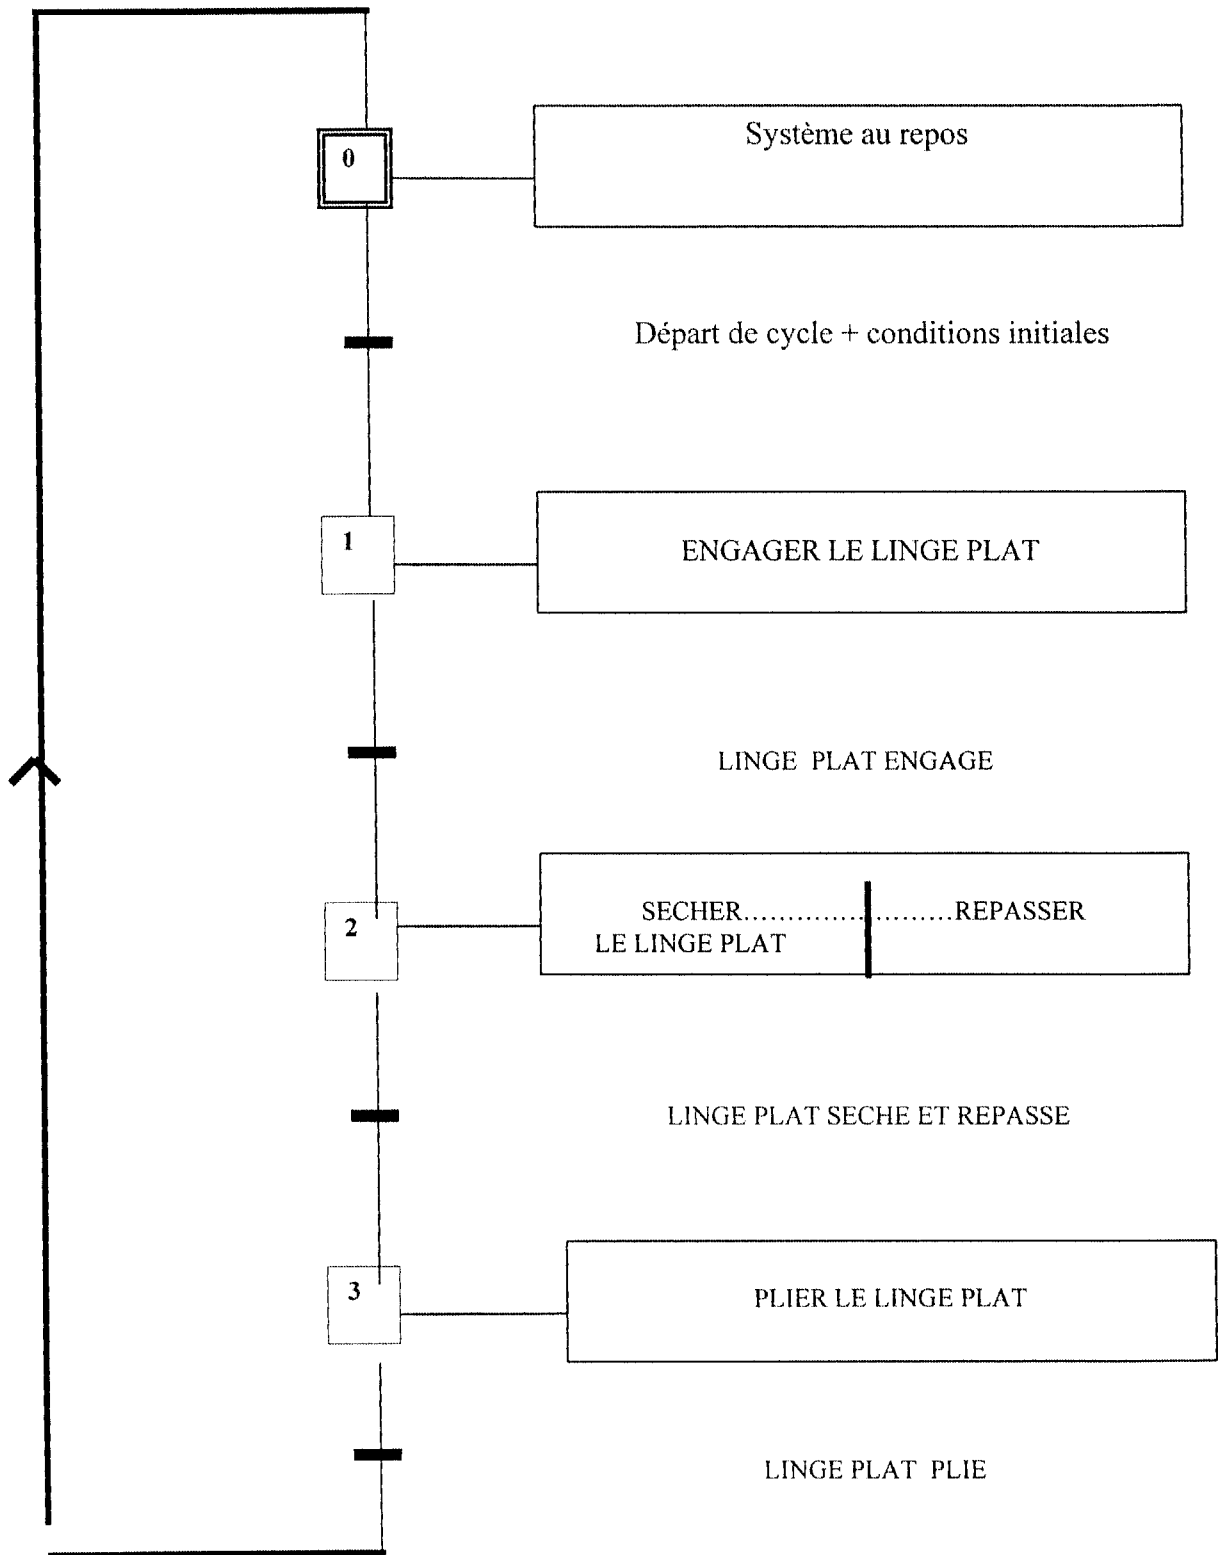 0
Système au repos
Départ de cycle + conditions initiales
1
ENGAGER LE LINGE PLAT
LINGE PLAT ENGAGE
2
SECHER............................REPASSER
LE LINGE PLAT
LINGE PLAT SECHE ET REPASSE
3
PLIER LE LINGE PLAT
LINGE PLAT PLIE